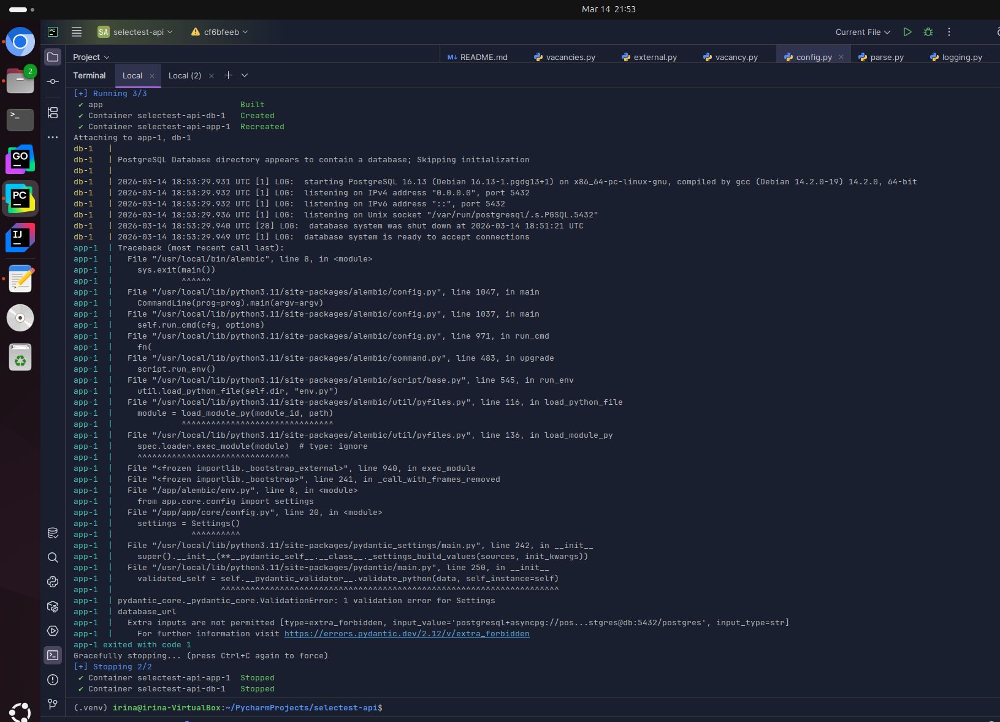 Mar 14 21:53
PC
SA selectest-api
cf6bfeeb
Current File
Project
README.md
vacancies.py
external.py
vacancy.py
config.py
parse.py
logging.py
Terminal
Local
Local (2)
2
>_
GO
PC
IJ
[+] Running 3/3
✔ app Built
✔ Container selectest-api-db-1 Created
✔ Container selectest-api-app-1 Recreated
Attaching to app-1, db-1
db-1 |
db-1 | PostgreSQL Database directory appears to contain a database; Skipping initialization
db-1 |
db-1 | 2026-03-14 18:53:29.931 UTC [1] LOG: starting PostgreSQL 16.13 (Debian 16.13-1.pgdg13+1) on x86_64-pc-linux-gnu, compiled by gcc (Debian 14.2.0-19) 14.2.0, 64-bit
db-1 | 2026-03-14 18:53:29.932 UTC [1] LOG: listening on IPv4 address "0.0.0.0", port 5432
db-1 | 2026-03-14 18:53:29.932 UTC [1] LOG: listening on IPv6 address "::", port 5432
db-1 | 2026-03-14 18:53:29.936 UTC [1] LOG: listening on Unix socket "/var/run/postgresql/.s.PGSQL.5432"
db-1 | 2026-03-14 18:53:29.940 UTC [28] LOG: database system was shut down at 2026-03-14 18:51:21 UTC
db-1 | 2026-03-14 18:53:29.949 UTC [1] LOG: database system is ready to accept connections
app-1 | Traceback (most recent call last):
app-1 | File "/usr/local/bin/alembic", line 8, in <module>
app-1 | sys.exit(main())
app-1 | ^^^^^^
app-1 | File "/usr/local/lib/python3.11/site-packages/alembic/config.py", line 1047, in main
app-1 | CommandLine(prog=prog).main(argv=argv)
app-1 | File "/usr/local/lib/python3.11/site-packages/alembic/config.py", line 1037, in main
app-1 | self.run_cmd(cfg, options)
app-1 | File "/usr/local/lib/python3.11/site-packages/alembic/config.py", line 971, in run_cmd
app-1 | fn(
app-1 | File "/usr/local/lib/python3.11/site-packages/alembic/command.py", line 483, in upgrade
app-1 | script.run_env()
app-1 | File "/usr/local/lib/python3.11/site-packages/alembic/script/base.py", line 545, in run_env
app-1 | util.load_python_file(self.dir, "env.py")
app-1 | File "/usr/local/lib/python3.11/site-packages/alembic/util/pyfiles.py", line 116, in load_python_file
app-1 | module = load_module_py(module_id, path)
app-1 | ^^^^^^^^^^^^^^^^^^^^^^^^^^^^^^^
app-1 | File "/usr/local/lib/python3.11/site-packages/alembic/util/pyfiles.py", line 136, in load_module_py
app-1 | spec.loader.exec_module(module) # type: ignore
app-1 | ^^^^^^^^^^^^^^^^^^^^^^^^^^^^^^^
app-1 | File "<frozen importlib._bootstrap_external>", line 940, in exec_module
app-1 | File "<frozen importlib._bootstrap>", line 241, in _call_with_frames_removed
app-1 | File "/app/alembic/env.py", line 8, in <module>
app-1 | from app.core.config import settings
app-1 | File "/app/app/core/config.py", line 20, in <module>
app-1 | settings = Settings()
app-1 | ^^^^^^^^^^
app-1 | File "/usr/local/lib/python3.11/site-packages/pydantic_settings/main.py", line 242, in __init__
app-1 | super().__init__(**__pydantic_self__.__class__._settings_build_values(sources, init_kwargs))
app-1 | File "/usr/local/lib/python3.11/site-packages/pydantic/main.py", line 250, in __init__
app-1 | validated_self = self.__pydantic_validator__.validate_python(data, self_instance=self)
app-1 | ^^^^^^^^^^^^^^^^^^^^^^^^^^^^^^^^^^^^^^^^^^^^^^^^^^^^^^^^^^^^^^^^^^^^^
app-1 | pydantic_core._pydantic_core.ValidationError: 1 validation error for Settings
app-1 | database_url
app-1 | Extra inputs are not permitted [type=extra_forbidden, input_value='postgresql+asyncpg://pos...stgres@db:5432/postgres', input_type=str]
app-1 | For further information visit https://errors.pydantic.dev/2.12/v/extra_forbidden
app-1 exited with code 1
Gracefully stopping... (press Ctrl+C again to force)
[+] Stopping 2/2
✔ Container selectest-api-app-1 Stopped
✔ Container selectest-api-db-1 Stopped
(.venv) irina@irina-VirtualBox:~/PycharmProjects/selectest-api$